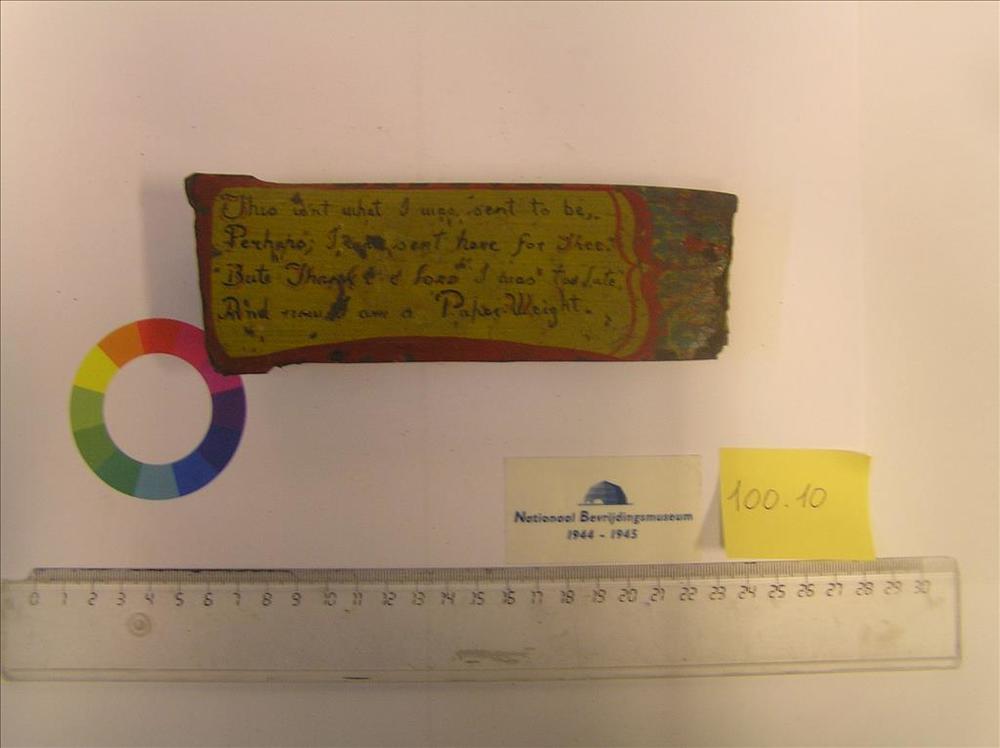 This isn't what I was sent to be,.
Perhaps; I was sent here for Thee.
But Thank the Lord I was too late,
And now I am a Paper-Weight.
Nationaal Bevrijdingsmuseum
1944 - 1945
100.10
0 1 2 3 4 5 6 7 8 9 10 11 12 13 14 15 16 17 18 19 20 21 22 23 24 25 26 27 28 29 30